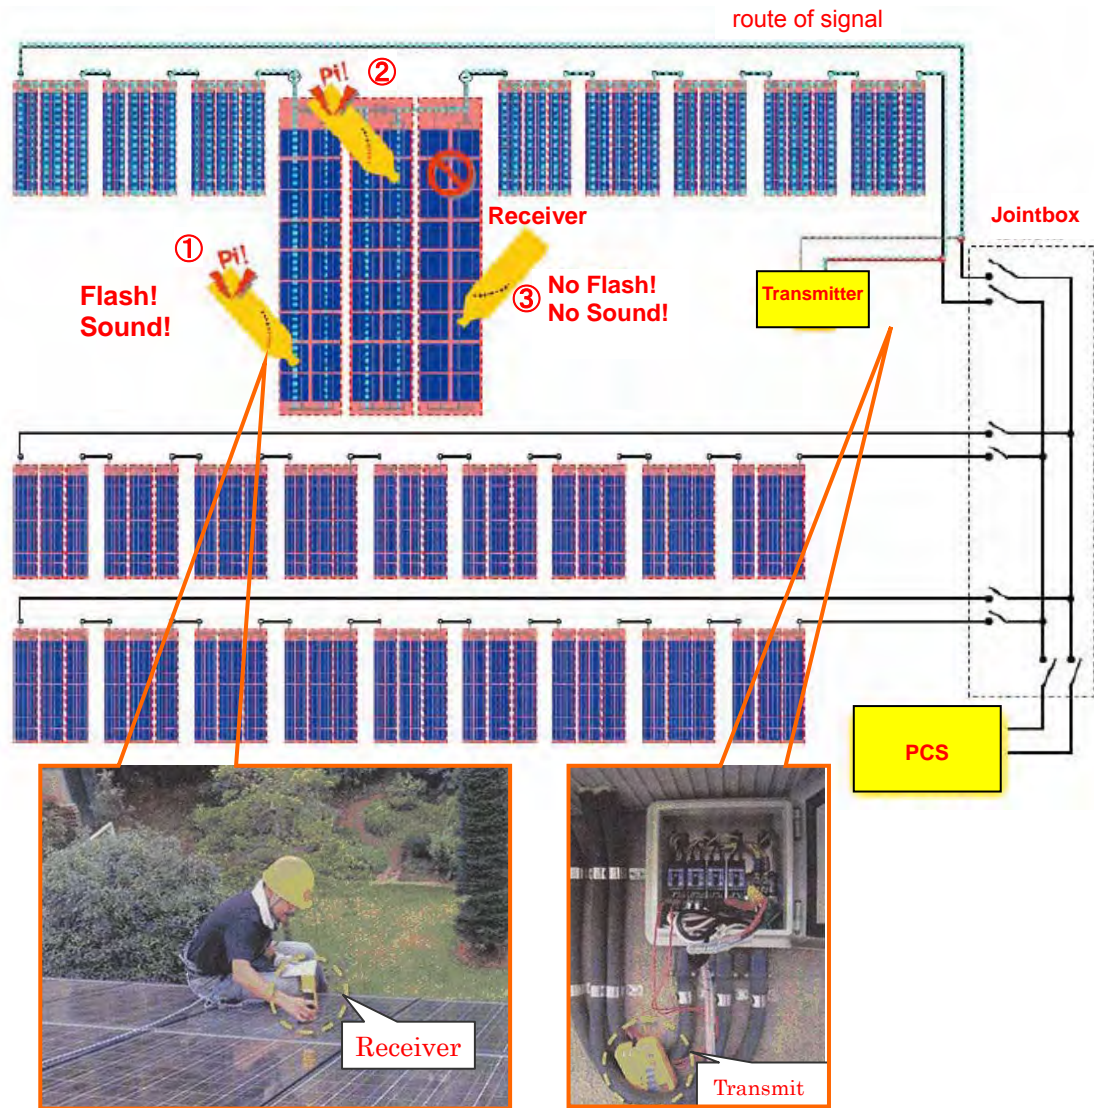 route of signal
Pi!
②
Receiver
Jointbox
①
Pi!
Flash!
Sound!
③
No Flash!
No Sound!
Transmitter
PCS
Receiver
Transmit